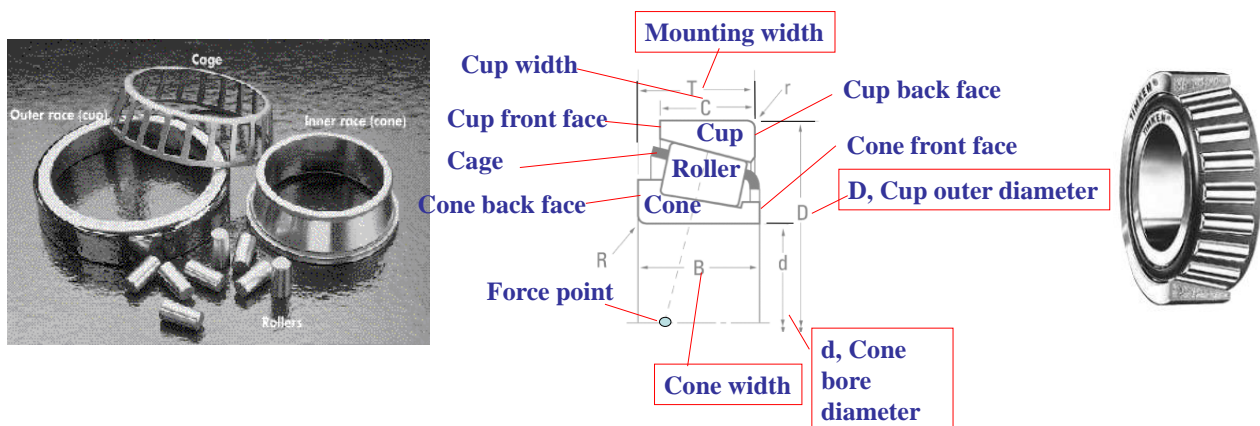 Cage
Outer race (cup)
Inner race (cone)
Rollers
Mounting width
Cup width
T
r
C
Cup back face
Cup front face
Cup
Cage
Roller
Cone front face
Cone back face
Cone
D
D, Cup outer diameter
R
B
d
Force point
Cone width
d, Cone
bore
diameter
TIMKEN®
TIMKEN®